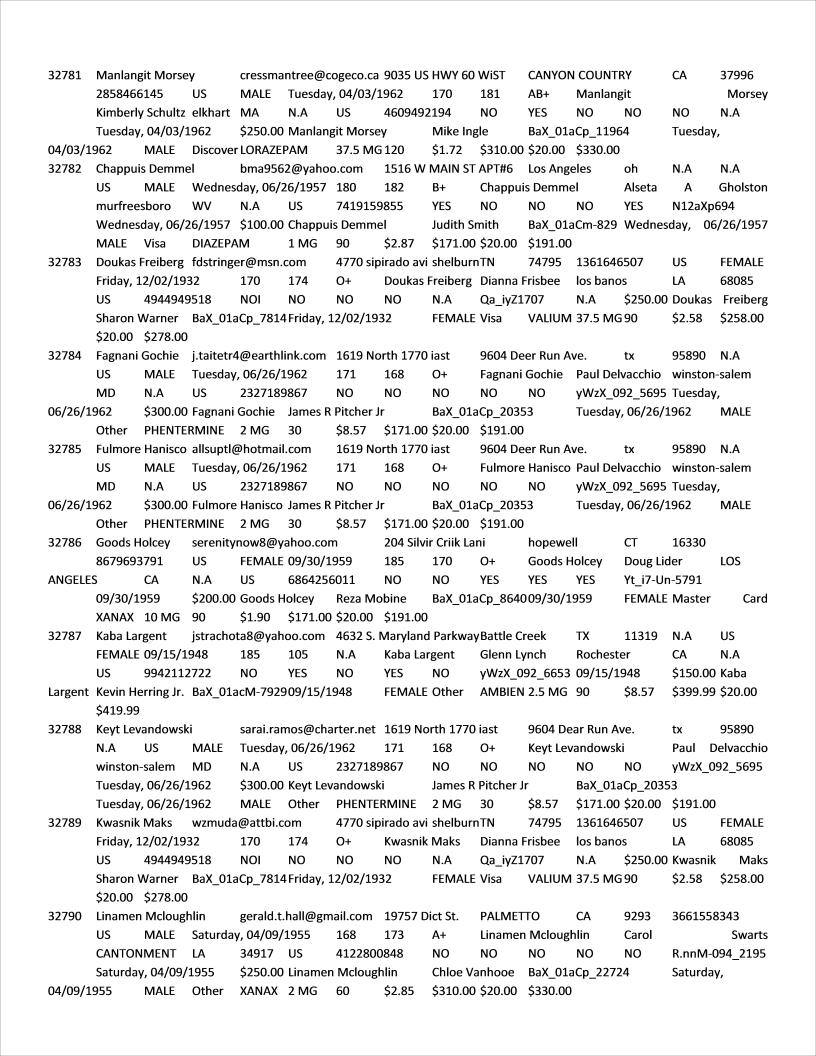 32781 Manlangit Morsey cressmantree@cogeco.ca 9035 US HWY 60 WiST CANYON COUNTRY CA 37996
2858466145 US MALE Tuesday, 04/03/1962 170 181 AB+ Manlangit Morsey
Kimberly Schultz elkhart MA N.A US 4609492194 NO YES NO NO NO N.A
Tuesday, 04/03/1962 $250.00 Manlangit Morsey Mike Ingle BaX_01aCp_11964 Tuesday,
04/03/1962 MALE Discover LORAZEPAM 37.5 MG 120 $1.72 $310.00 $20.00 $330.00
32782 Chappuis Demmel bma9562@yahoo.com 1516 W MAIN ST APT#6 Los Angeles oh N.A N.A
US MALE Wednesday, 06/26/1957 180 182 B+ Chappuis Demmel Alseta A Gholston
murfreesboro WV N.A US 7419159855 YES NO NO NO YES N12aXp694
Wednesday, 06/26/1957 $100.00 Chappuis Demmel Judith Smith BaX_01aCm-829 Wednesday, 06/26/1957
MALE Visa DIAZEPAM 1 MG 90 $2.87 $171.00 $20.00 $191.00
32783 Doukas Freiberg fdstringer@msn.com 4770 sipirado avi shelburn TN 74795 1361646507 US FEMALE
Friday, 12/02/1932 170 174 O+ Doukas Freiberg Dianna Frisbee los banos LA 68085
US 4944949518 NOI NO NO NO N.A Qa_iyZ1707 N.A $250.00 Doukas Freiberg
Sharon Warner BaX_01aCp_7814 Friday, 12/02/1932 FEMALE Visa VALIUM 37.5 MG 90 $2.58 $258.00
$20.00 $278.00
32784 Fagnani Gochie j.taitetr4@earthlink.com 1619 North 1770 iast 9604 Deer Run Ave. tx 95890 N.A
US MALE Tuesday, 06/26/1962 171 168 O+ Fagnani Gochie Paul Delvacchio winston-salem
MD N.A US 2327189867 NO NO NO NO NO yWzX_092_5695 Tuesday,
06/26/1962 $300.00 Fagnani Gochie James R Pitcher Jr BaX_01aCp_20353 Tuesday, 06/26/1962 MALE
Other PHENTERMINE 2 MG 30 $8.57 $171.00 $20.00 $191.00
32785 Fulmore Hanisco allsuptl@hotmail.com 1619 North 1770 iast 9604 Deer Run Ave. tx 95890 N.A
US MALE Tuesday, 06/26/1962 171 168 O+ Fulmore Hanisco Paul Delvacchio winston-salem
MD N.A US 2327189867 NO NO NO NO NO yWzX_092_5695 Tuesday,
06/26/1962 $300.00 Fulmore Hanisco James R Pitcher Jr BaX_01aCp_20353 Tuesday, 06/26/1962 MALE
Other PHENTERMINE 2 MG 30 $8.57 $171.00 $20.00 $191.00
32786 Goods Holcey serenitynow8@yahoo.com 204 Silvir Criik Lani hopewell CT 16330
8679693791 US FEMALE 09/30/1959 185 170 O+ Goods Holcey Doug Lider LOS
ANGELES CA N.A US 6864256011 NO NO YES YES YES Yt_i7-Un-5791
09/30/1959 $200.00 Goods Holcey Reza Mobine BaX_01aCp_8640 09/30/1959 FEMALE Master Card
XANAX 10 MG 90 $1.90 $171.00 $20.00 $191.00
32787 Kaba Largent jstrachota8@yahoo.com 4632 S. Maryland Parkway Battle Creek TX 11319 N.A US
FEMALE 09/15/1948 185 105 N.A Kaba Largent Glenn Lynch Rochester CA N.A
US 9942112722 NO YES NO YES NO yWzX_092_6653 09/15/1948 $150.00 Kaba
Largent Kevin Herring Jr. BaX_01acM-7929 09/15/1948 FEMALE Other AMBIEN 2.5 MG 90 $8.57 $399.99 $20.00
$419.99
32788 Keyt Levandowski sarai.ramos@charter.net 1619 North 1770 iast 9604 Dear Run Ave. tx 95890
N.A US MALE Tuesday, 06/26/1962 171 168 O+ Keyt Levandowski Paul Delvacchio
winston-salem MD N.A US 2327189867 NO NO NO NO NO yWzX_092_5695
Tuesday, 06/26/1962 $300.00 Keyt Levandowski James R Pitcher Jr BaX_01aCp_20353
Tuesday, 06/26/1962 MALE Other PHENTERMINE 2 MG 30 $8.57 $171.00 $20.00 $191.00
32789 Kwasnik Maks wzmuda@attbi.com 4770 sipirado avi shelburn TN 74795 1361646507 US FEMALE
Friday, 12/02/1932 170 174 O+ Kwasnik Maks Dianna Frisbee los banos LA 68085
US 4944949518 NOI NO NO NO N.A Qa_iyZ1707 N.A $250.00 Kwasnik Maks
Sharon Warner BaX_01aCp_7814 Friday, 12/02/1932 FEMALE Visa VALIUM 37.5 MG 90 $2.58 $258.00
$20.00 $278.00
32790 Linamen Mcloughlin gerald.t.hall@gmail.com 19757 Dict St. PALMETTO CA 9293 3661558343
US MALE Saturday, 04/09/1955 168 173 A+ Linamen Mcloughlin Carol Swarts
CANTONMENT LA 34917 US 4122800848 NO NO NO NO NO R.nnM-094_2195
Saturday, 04/09/1955 $250.00 Linamen Mcloughlin Chloe Vanhooe BaX_01aCp_22724 Saturday,
04/09/1955 MALE Other XANAX 2 MG 60 $2.85 $310.00 $20.00 $330.00